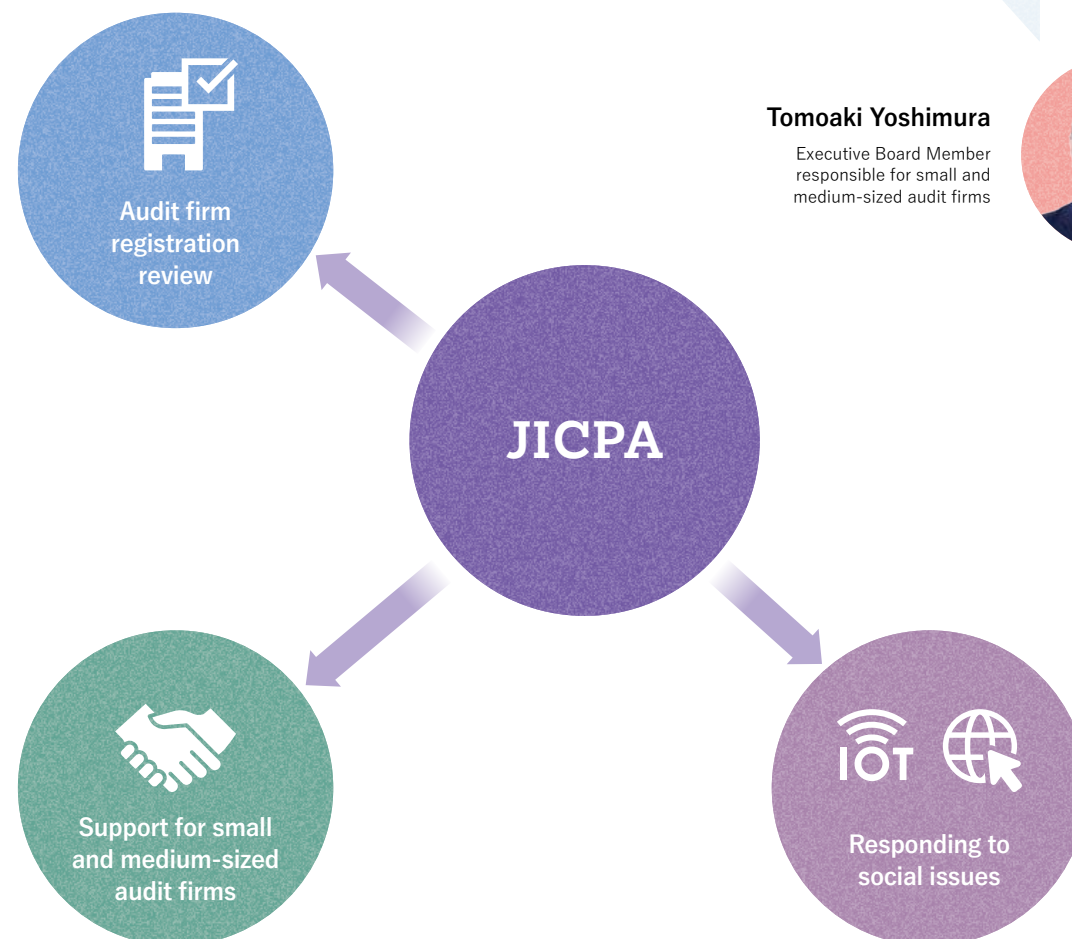 Audit firm
registration
review
Tomoaki Yoshimura
Executive Board Member
responsible for small and
medium-sized audit firms
JICPA
Support for small
and medium-sized
audit firms
IOT
Responding to
social issues